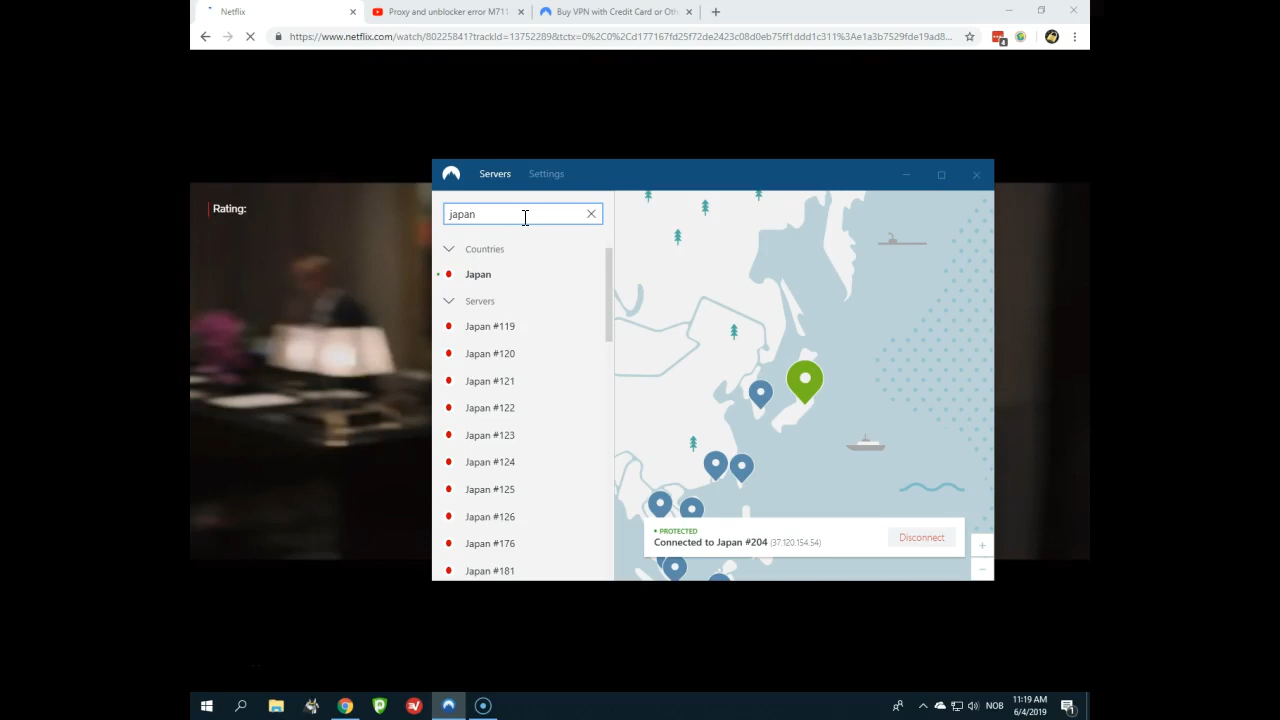 Netflix
Proxy and unblocker error M711
Buy VPN with Credit Card or Oth
https://www.netflix.com/watch/80225841?trackId=13752289&tctx=0%2C0%2Cd177167fd25f72de2423c08d0eb75ff1ddd1c311%3Ae1a3b7529fde19ad8...
4
Rating:
Servers
Settings
japan
Countries
Japan
Servers
Japan #119
Japan #120
Japan #121
Japan #122
Japan #123
Japan #124
Japan #125
Japan #126
Japan #176
Japan #181
PROTECTED
Connected to Japan #204 (37.120.154.54)
Disconnect
NOB
11:19 AM
6/4/2019
1